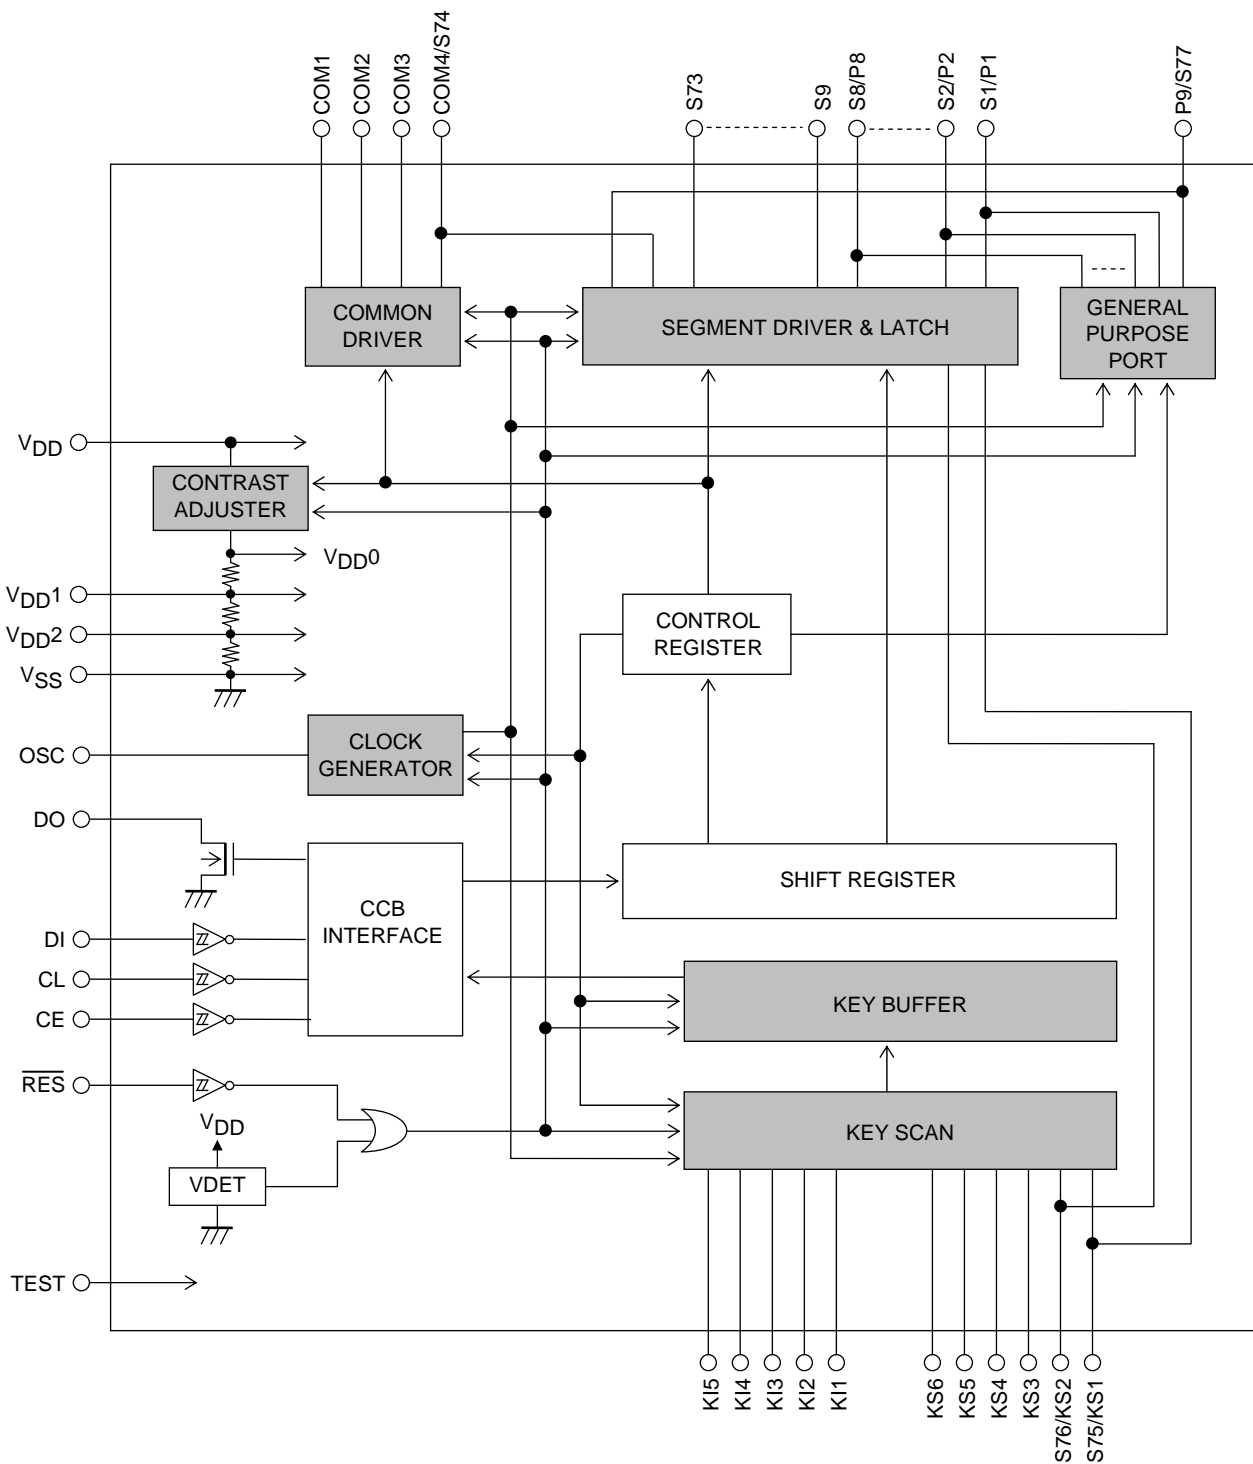 COM1
COM2
COM3
COM4/S74
S73
S9
S8/P8
S2/P2
S1/P1
P9/S77
COMMON
DRIVER
SEGMENT DRIVER & LATCH
GENERAL
PURPOSE
PORT
VDD
CONTRAST
ADJUSTER
VDD0
VDD1
VDD2
VSS
CONTROL
REGISTER
OSC
CLOCK
GENERATOR
DO
CCB
INTERFACE
SHIFT REGISTER
DI
CL
CE
KEY BUFFER
RES
VDD
VDET
KEY SCAN
TEST
KI5
KI4
KI3
KI2
KI1
KS6
KS5
KS4
KS3
S76/KS2
S75/KS1